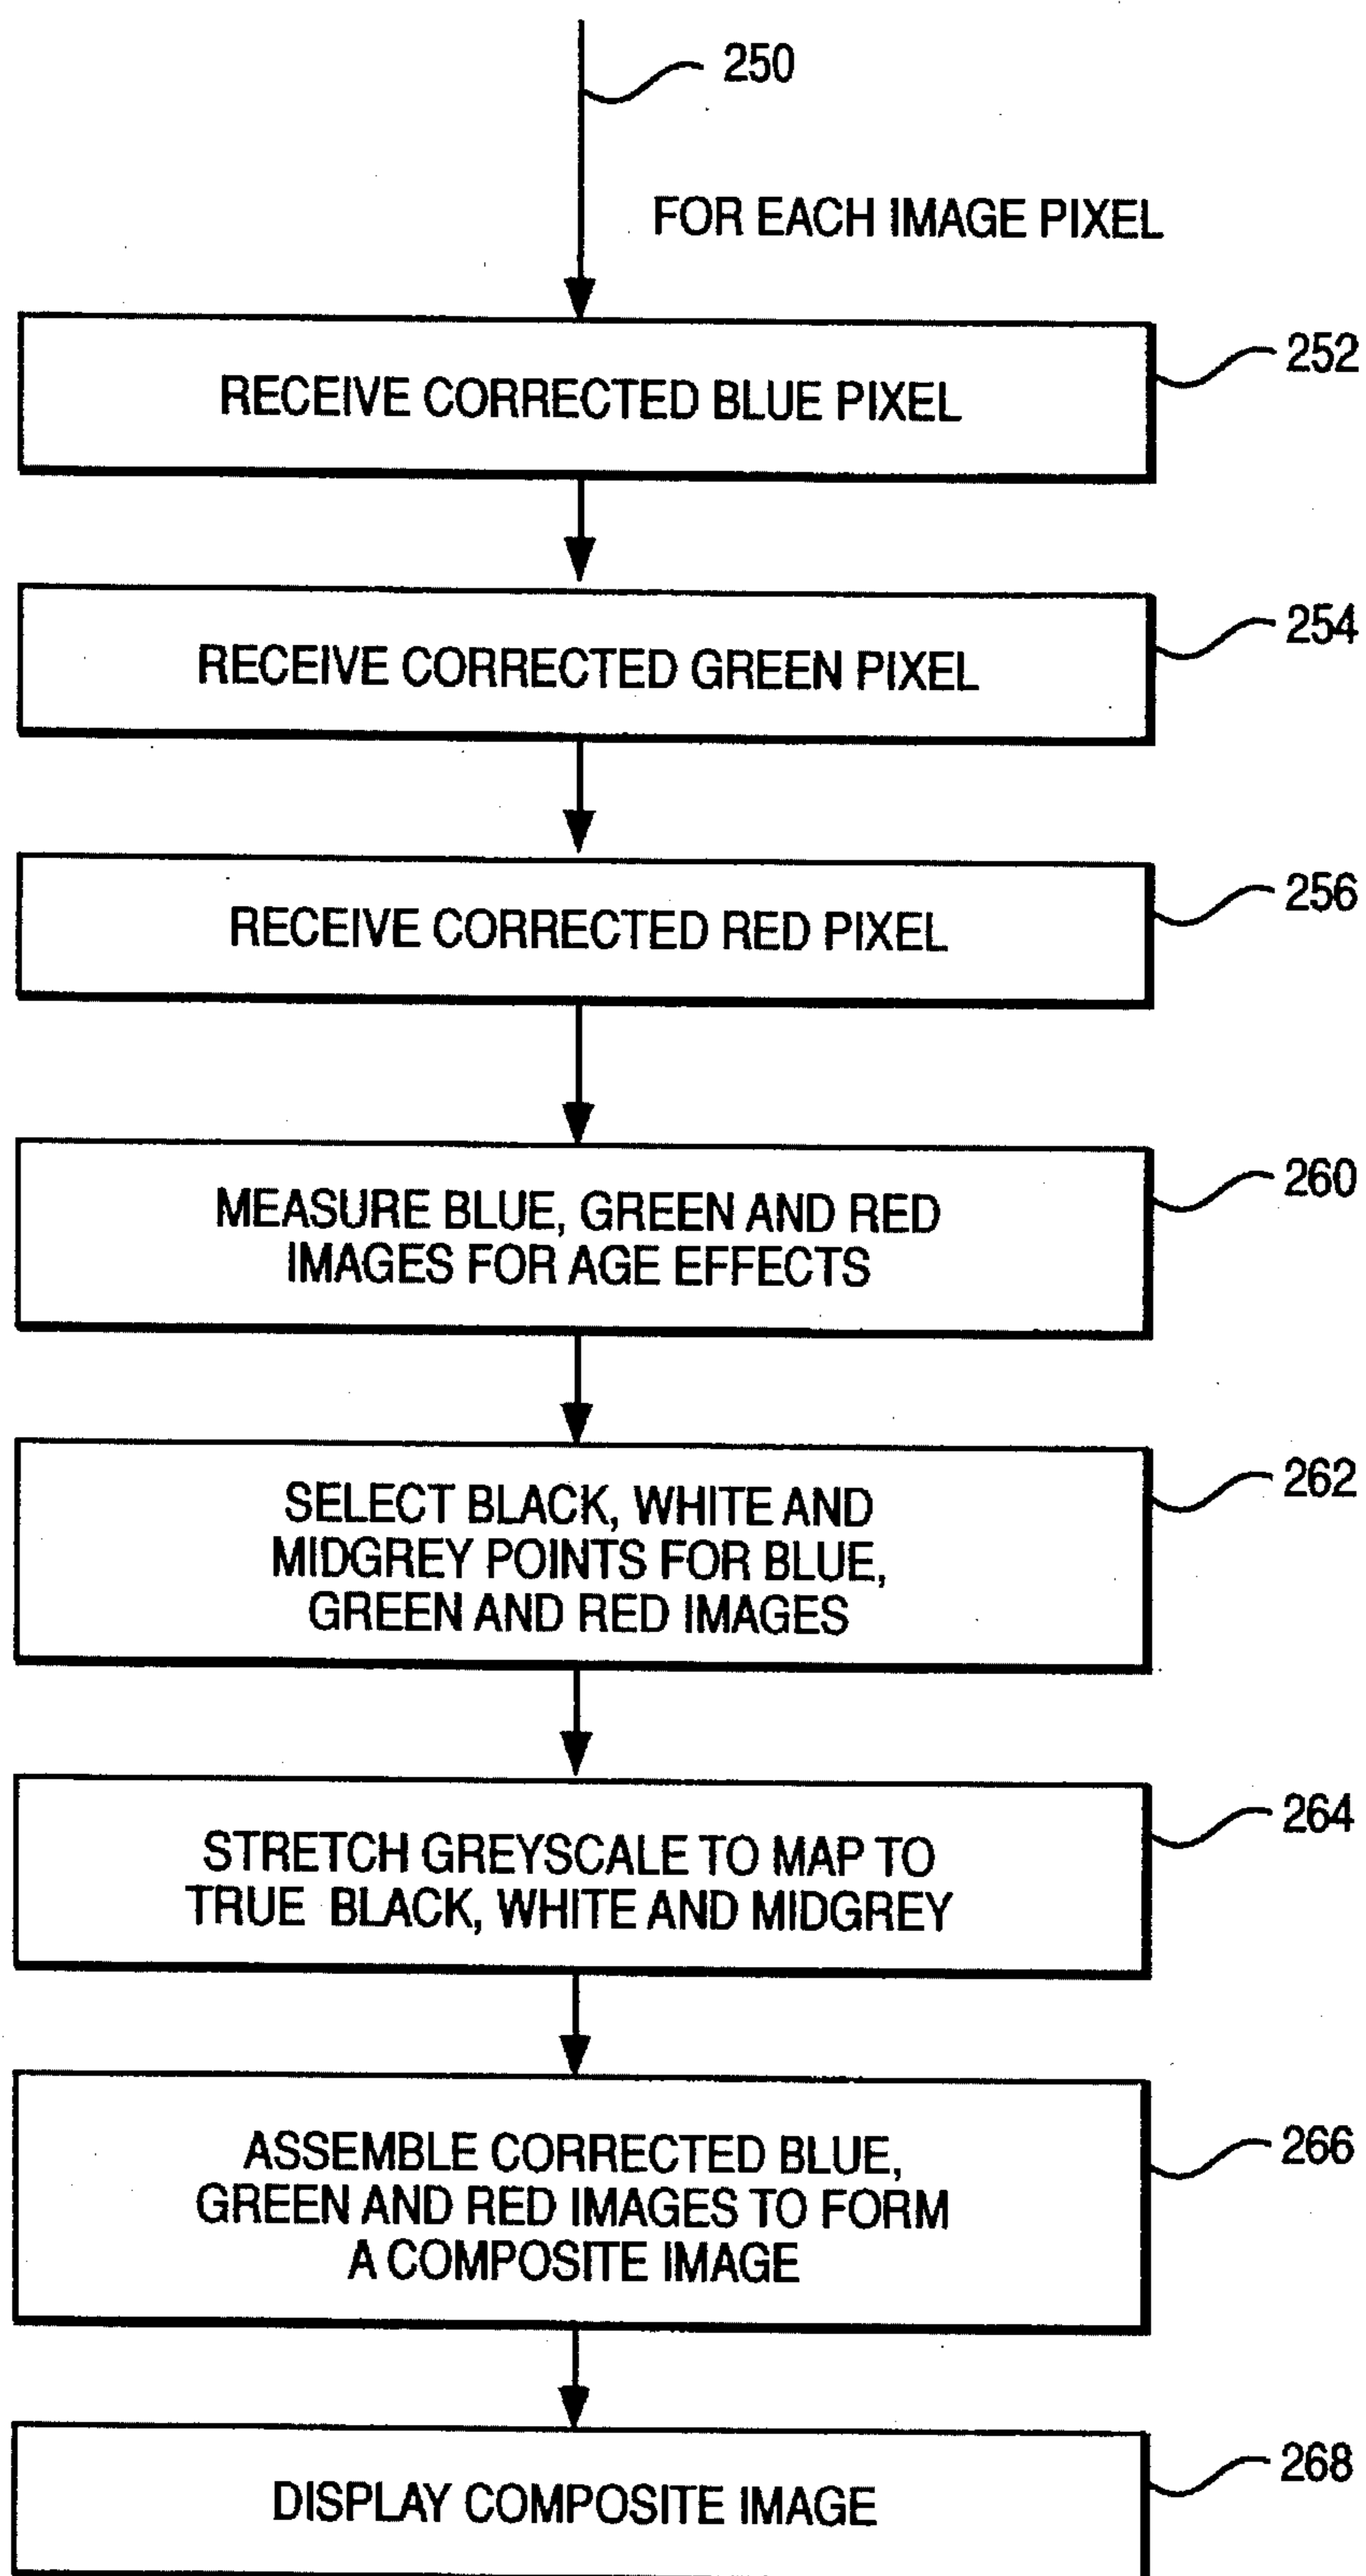 250
FOR EACH IMAGE PIXEL
252
RECEIVE CORRECTED BLUE PIXEL
254
RECEIVE CORRECTED GREEN PIXEL
256
RECEIVE CORRECTED RED PIXEL
260
MEASURE BLUE, GREEN AND RED
IMAGES FOR AGE EFFECTS
262
SELECT BLACK, WHITE AND
MIDGREY POINTS FOR BLUE,
GREEN AND RED IMAGES
264
STRETCH GREYSCALE TO MAP TO
TRUE BLACK, WHITE AND MIDGREY
266
ASSEMBLE CORRECTED BLUE,
GREEN AND RED IMAGES TO FORM
A COMPOSITE IMAGE
268
DISPLAY COMPOSITE IMAGE